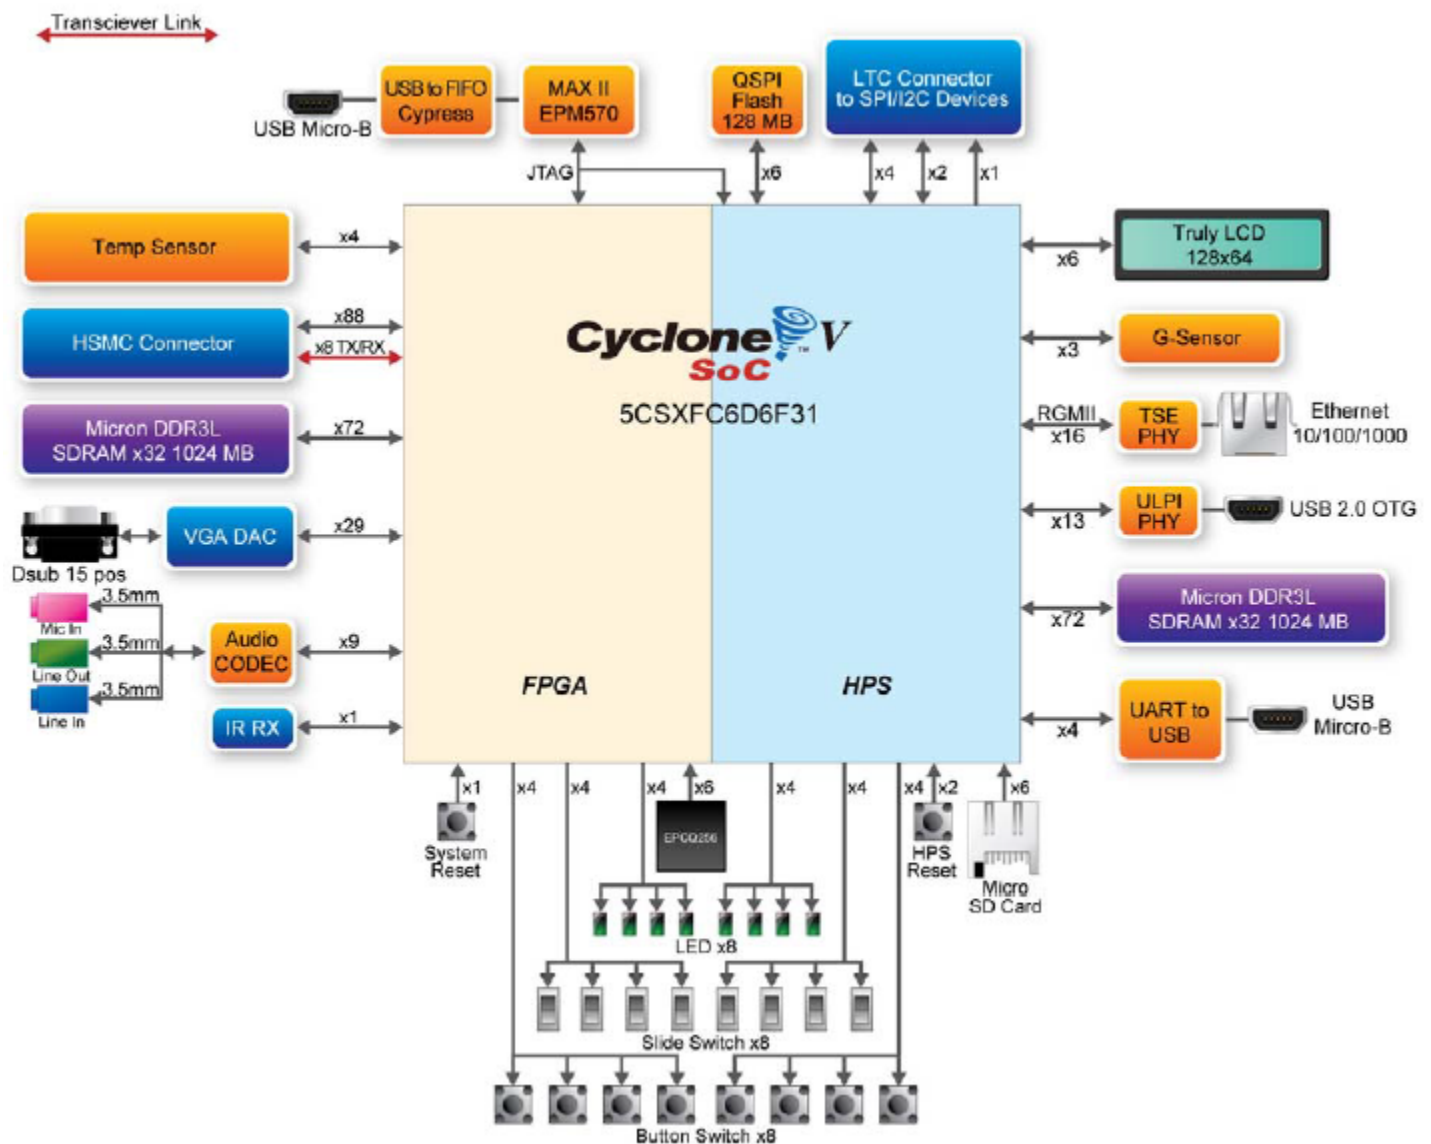 Transciever Link
USB Micro-B
USB to FIFO
Cypress
MAX II
EPM570
QSPI
Flash
128 MB
LTC Connector
to SPI/I2C Devices
JTAG
x6
x4
x2
x1
Temp Sensor
x4
HSMC Connector
x88
x8 TX/RX
Micron DDR3L
SDRAM x32 1024 MB
x72
Dsub 15 pos
VGA DAC
x29
3.5mm
Mic In
3.5mm
Line Out
3.5mm
Line In
Audio
CODEC
x9
IR RX
x1
Cyclone V
™
SoC
5CSXFC6D6F31
FPGA
HPS
x6
Truly LCD
128x64
x3
G-Sensor
RGMII
x16
TSE
PHY
Ethernet
10/100/1000
x13
ULPI
PHY
USB 2.0 OTG
x72
Micron DDR3L
SDRAM x32 1024 MB
x4
UART to
USB
USB
Mircro-B
x1
x4
x4
x4
x6
x4
x4
x4
x2
x6
System
Reset
EPCQ256
HPS
Reset
Micro
SD Card
LED x8
Slide Switch x8
Button Switch x8